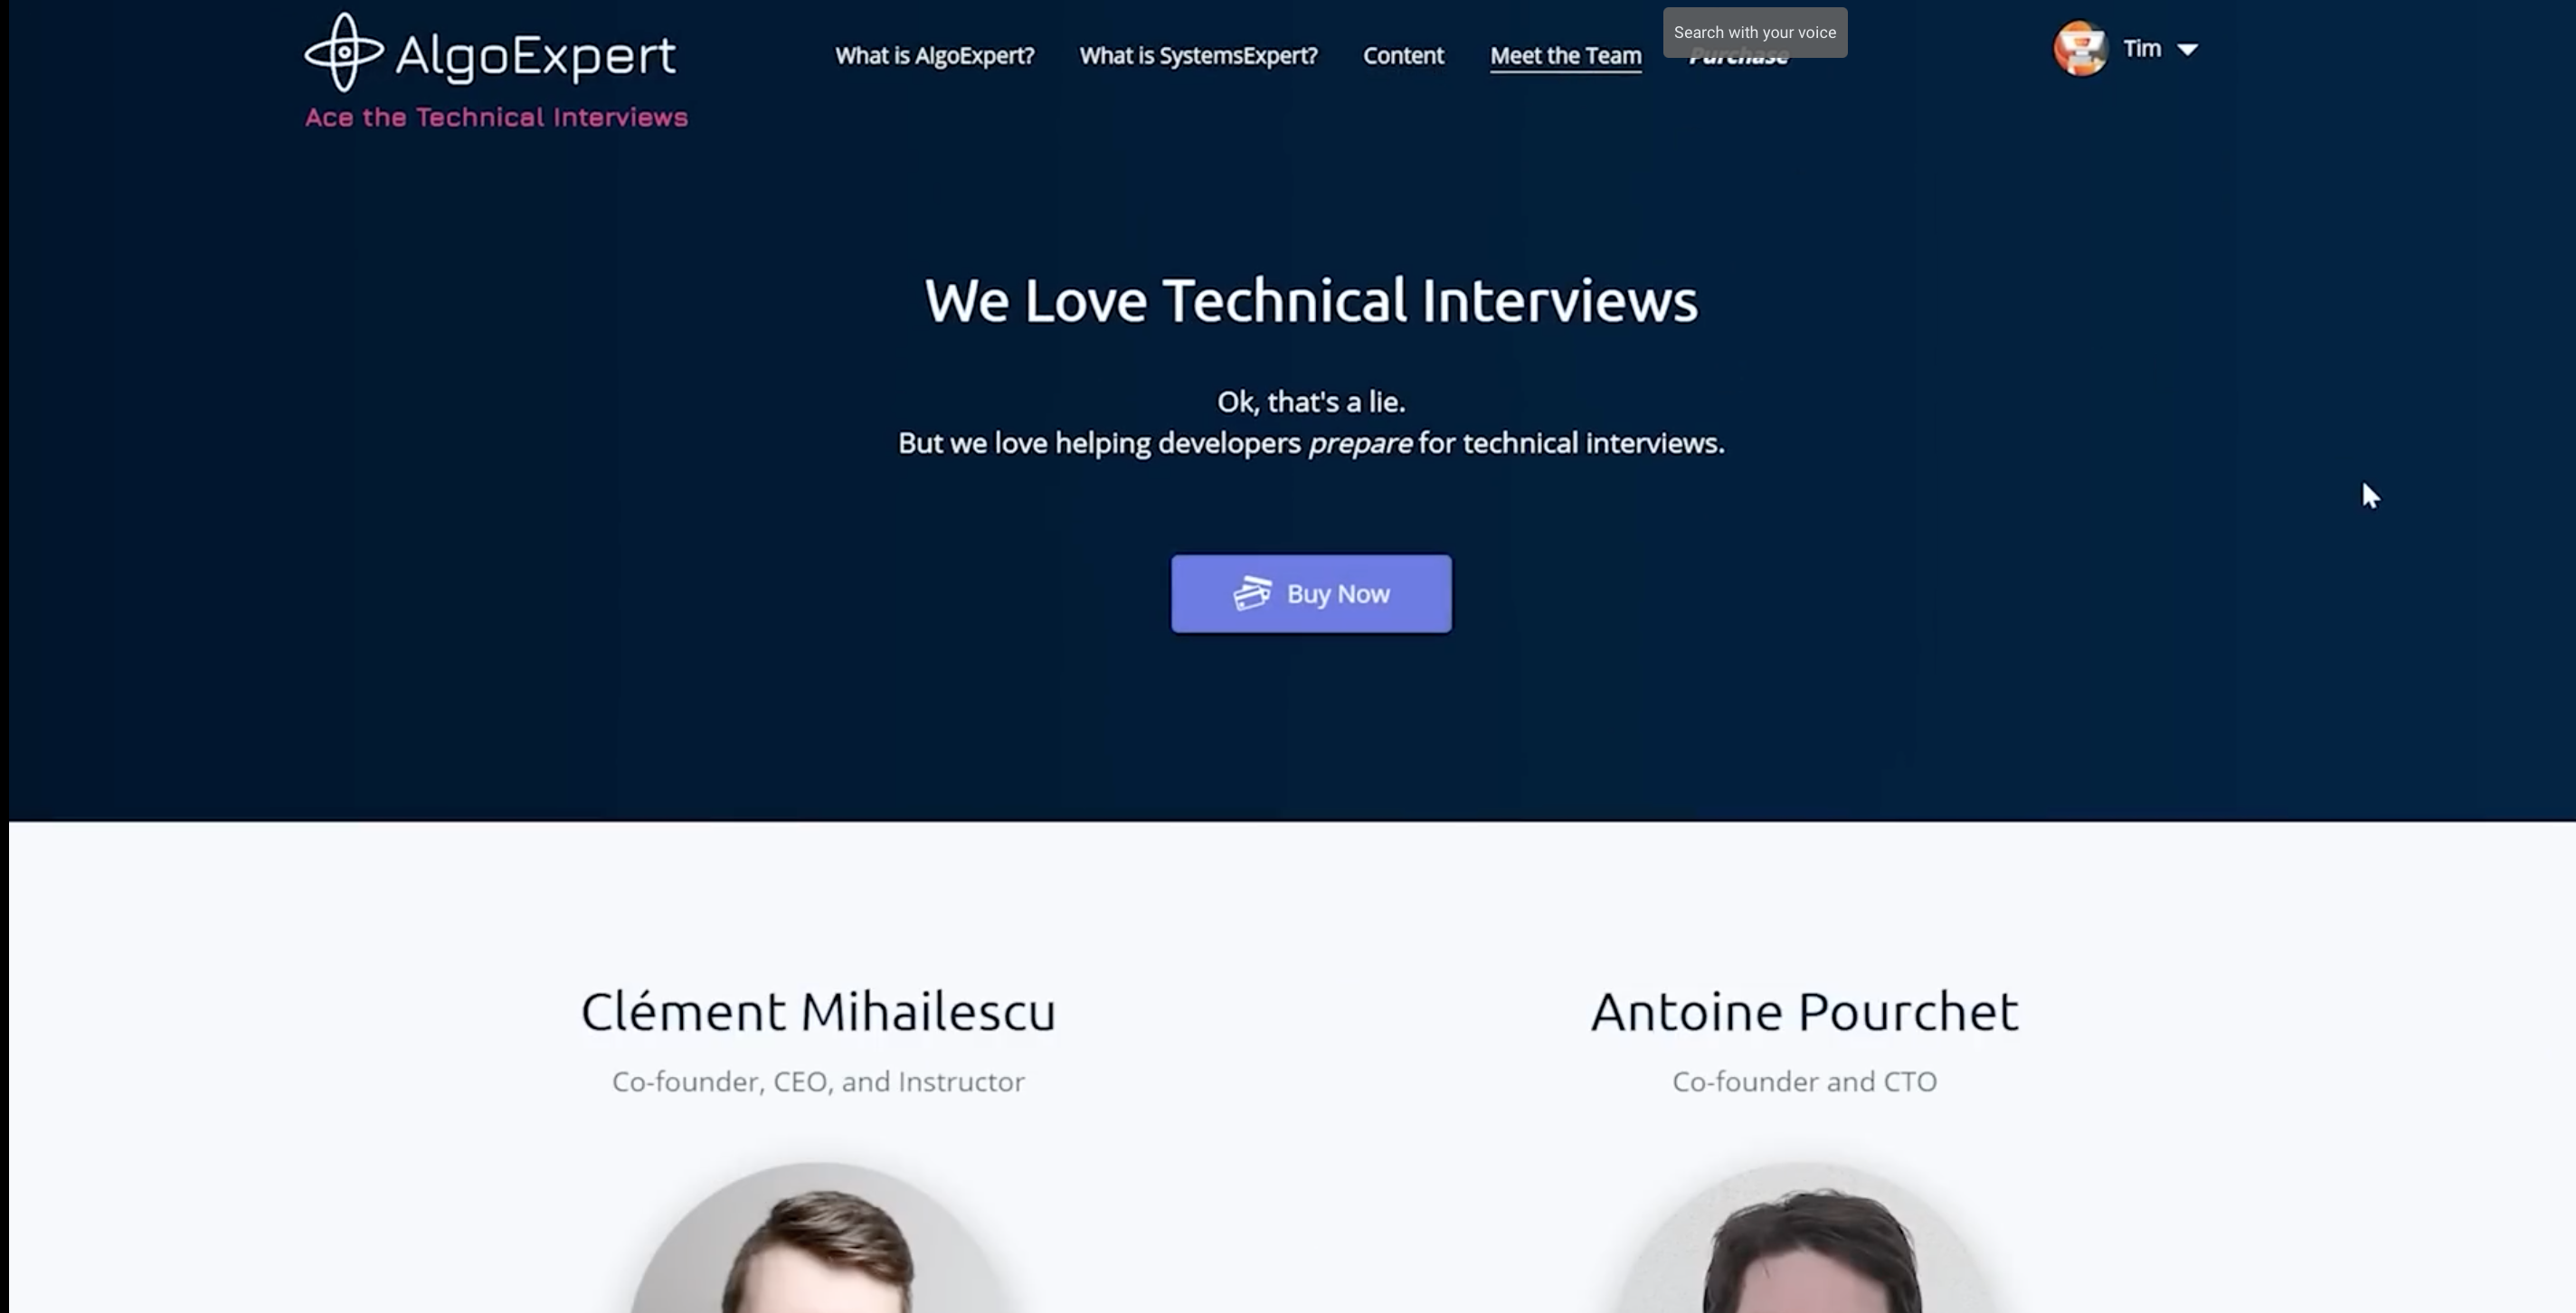 AlgoExpert
Ace the Technical Interviews
What is AlgoExpert?
What is SystemsExpert?
Content
Meet the Team
Purchase
Search with your voice
Tim
We Love Technical Interviews
Ok, that's a lie.
But we love helping developers prepare for technical interviews.
Buy Now
Clément Mihailescu
Co-founder, CEO, and Instructor
Antoine Pourchet
Co-founder and CTO